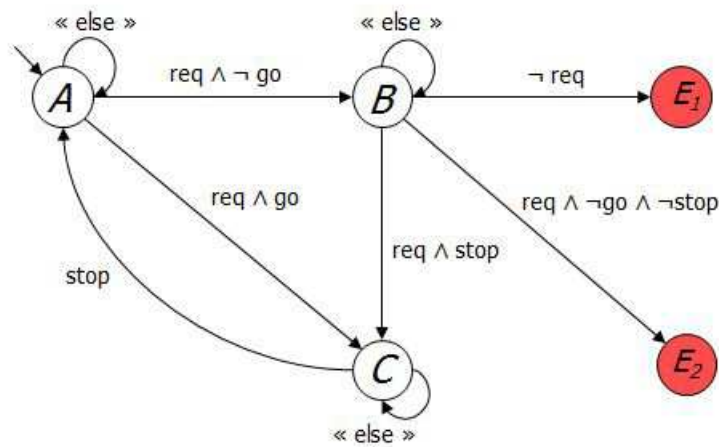 « else »
« else »
req ∧ ¬ go
¬ req
A
B
E1
req ∧ go
req ∧ ¬go ∧ ¬stop
req ∧ stop
stop
C
E2
« else »